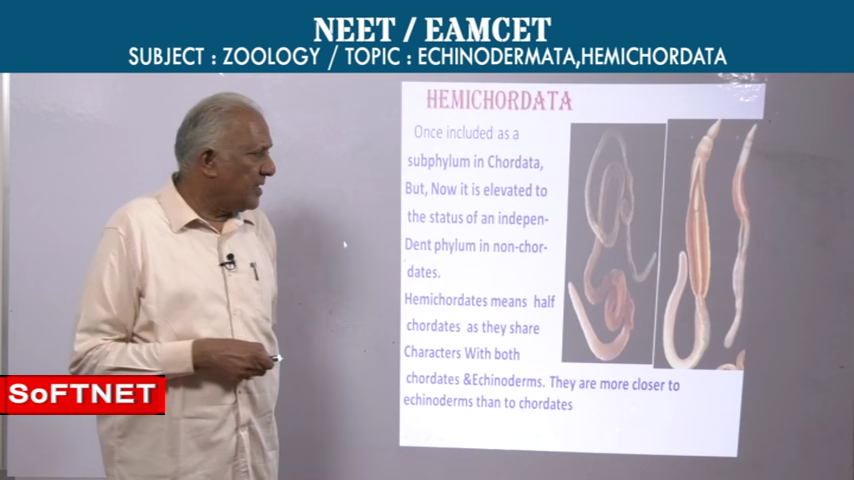 NEET / EAMCET
SUBJECT : ZOOLOGY / TOPIC : ECHINODERMATA,HEMICHORDATA
HEMICHORDATA
Once included as a
subphylum in Chordata,
But, Now it is elevated to
the status of an indepen-
Dent phylum in non-chor-
dates.
Hemichordates means half
chordates as they share
Characters With both
chordates &Echinoderms. They are more closer to
echinoderms than to chordates
SoFTNET